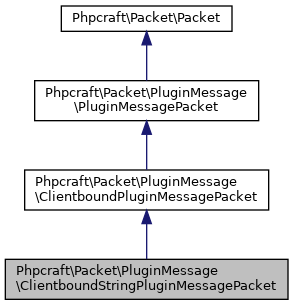 Phpcraft\Packet\Packet
Phpcraft\Packet\PluginMessage
\PluginMessagePacket
Phpcraft\Packet\PluginMessage
\ClientboundPluginMessagePacket
Phpcraft\Packet\PluginMessage
\ClientboundStringPluginMessagePacket